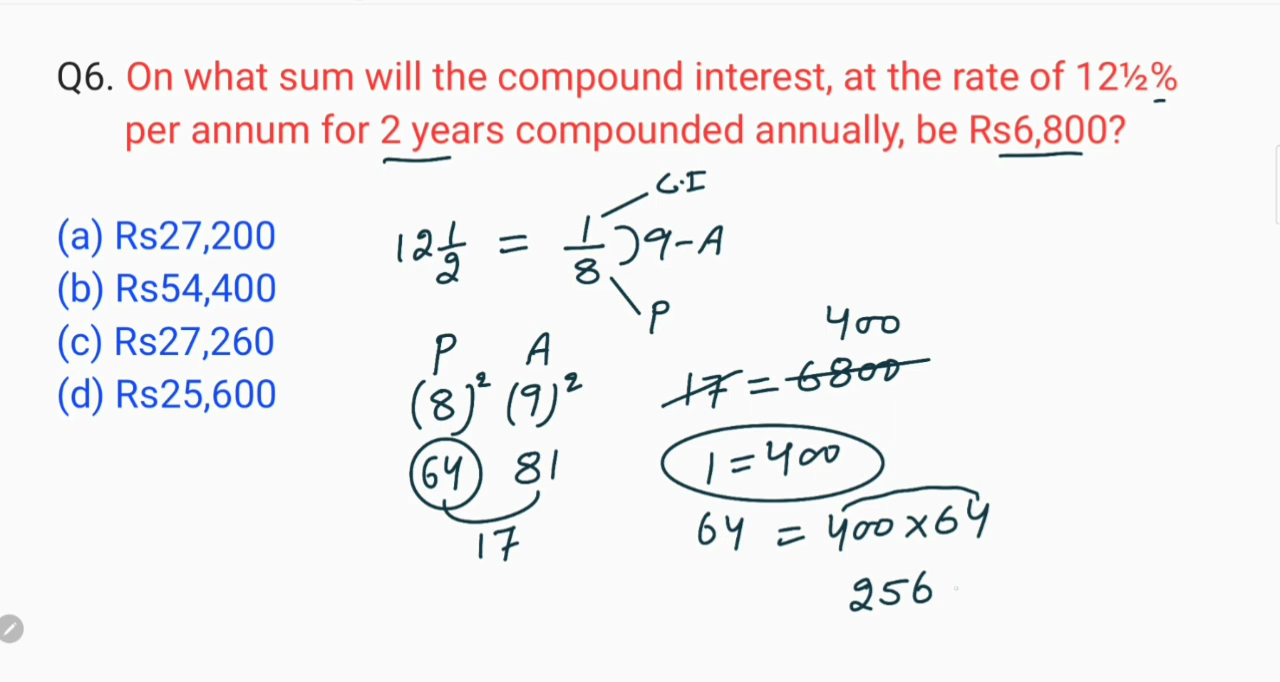 Q6. On what sum will the compound interest, at the rate of 12½%
per annum for 2 years compounded annually, be Rs6,800?
(a) Rs27,200
(b) Rs54,400
(c) Rs27,260
(d) Rs25,600
C.I
12 1/2 = 1/8 ) 9-A
P
P A
(8)² (9)²
64 81
17
400
17 = 6800
1 = 400
64 = 400 × 64
256